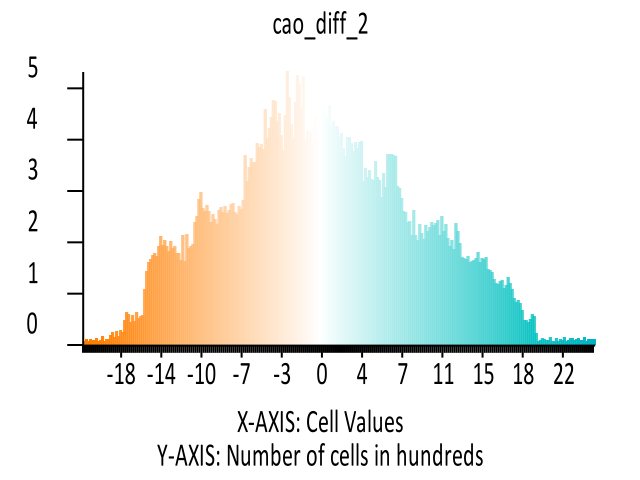 cao_diff_2
5
4
3
2
1
0
-18 -14 -10 -7 -3 0 4 7 11 15 18 22
X-AXIS: Cell Values
Y-AXIS: Number of cells in hundreds